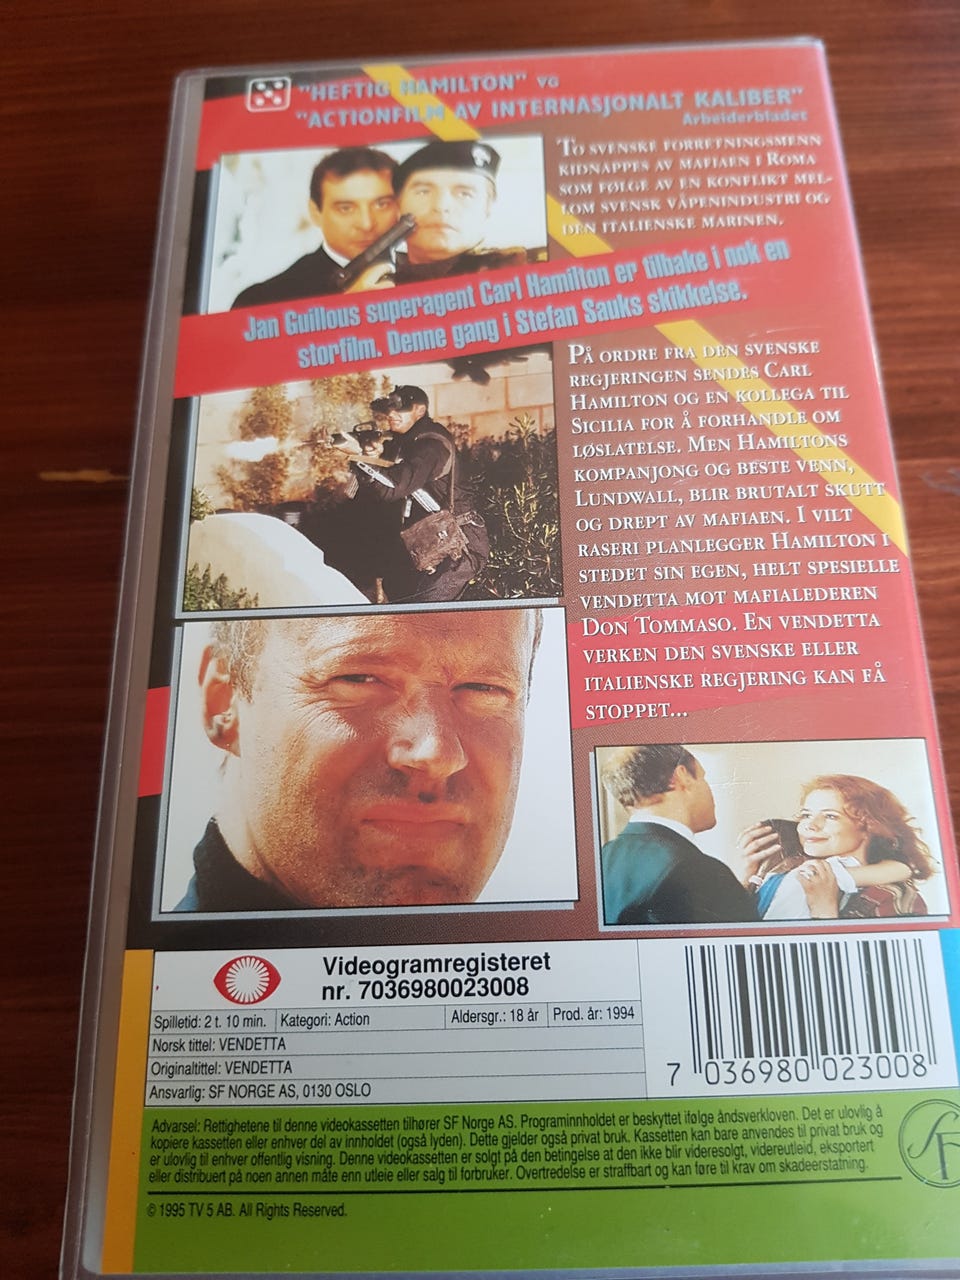 "HEFTIG HAMILTON" VG
"ACTIONFILM AV INTERNASJONALT KALIBER"
Arbeiderbladet
TO SVENSKE FORRETNINGSMENN
KIDNAPPES AV MAFIAEN I ROMA
SOM FØLGE AV EN KONFLIKT MEL-
LOM SVENSK VÅPENINDUSTRI OG
DEN ITALIENSKE MARINEN.
Jan Guillous superagent Carl Hamilton er tilbake i nok en
storfilm. Denne gang i Stefan Sauks skikkelse.
PÅ ORDRE FRA DEN SVENSKE
REGJERINGEN SENDES CARL
HAMILTON OG EN KOLLEGA TIL
SICILIA FOR Å FORHANDLE OM
LØSLATELSE. MEN HAMILTONS
KOMPANJONG OG BESTE VENN,
LUNDWALL, BLIR BRUTALT SKUTT
OG DREPT AV MAFIAEN. I VILT
RASERI PLANLEGGER HAMILTON I
STEDET SIN EGEN, HELT SPESIELLE
VENDETTA MOT MAFIALEDEREN
DON TOMMASO. EN VENDETTA
VERKEN DEN SVENSKE ELLER
ITALIENSKE REGJERING KAN FÅ
STOPPET...
Videogramregisteret
nr. 7036980023008
Spilletid: 2 t. 10 min. Kategori: Action Aldersgr.: 18 år Prod. år: 1994
Norsk tittel: VENDETTA
Originaltittel: VENDETTA
Ansvarlig: SF NORGE AS, 0130 OSLO
7 036980 023008
Advarsel: Rettighetene til denne videokassetten tilhører SF Norge AS. Programinnholdet er beskyttet ifølge åndsverkloven. Det er ulovlig å
kopiere kassetten eller enhver del av innholdet (også lyden). Dette gjelder også privat bruk. Kassetten kan bare anvendes til privat bruk og
er ulovlig til enhver offentlig visning. Denne videokassetten er solgt på den betingelse at den ikke blir videresolgt, videreutleid, eksportert
eller distribuert på noen annen måte enn utleie eller salg til forbruker. Overtredelse er straffbart og kan føre til krav om skadeerstatning.
SF
© 1995 TV 5 AB. All Rights Reserved.